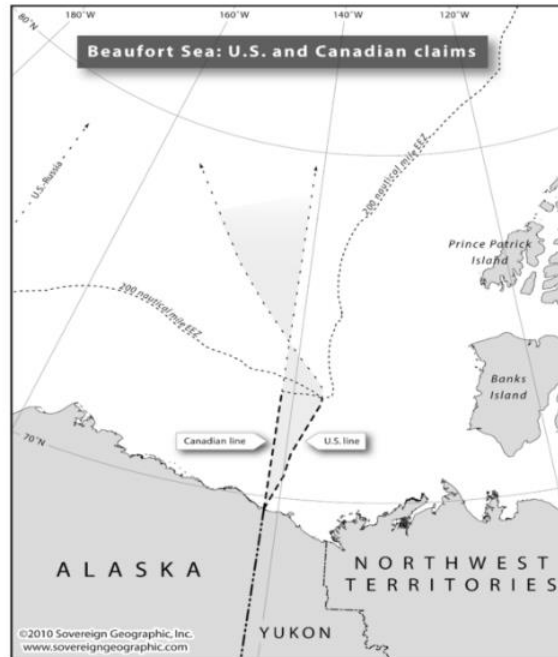 180°W
160°W
140°W
120°W
80°N
Beaufort Sea: U.S. and Canadian claims
U.S.-Russia
200 nautical mile EEZ
Prince Patrick
Island
200 nautical mile EEZ
Banks
Island
Canadian line
U.S. line
70°N
ALASKA
NORTHWEST
TERRITORIES
YUKON
©2010 Sovereign Geographic, Inc.
www.sovereigngeographic.com